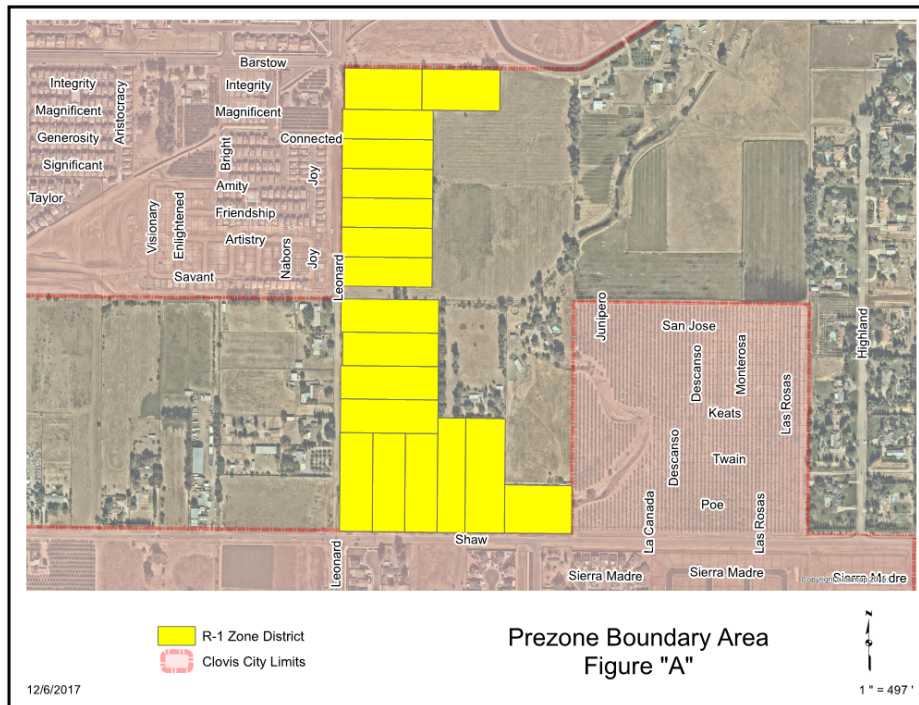 Barstow
Integrity
Integrity
Aristocracy
Magnificent
Magnificent
Generosity
Connected
Bright
Significant
Joy
Amity
Taylor
Visionary
Enlightened
Friendship
Artistry
Nabors
Joy
Savant
Leonard
Junipero
San Jose
Highland
Descanso
Monterosa
Las Rosas
Keats
Descanso
Twain
Poe
La Canada
Las Rosas
Shaw
Leonard
Sierra Madre
Sierra Madre
Sierra Madre
R-1 Zone District
Clovis City Limits
Prezone Boundary Area
Figure "A"
N
12/6/2017
1 " = 497 '